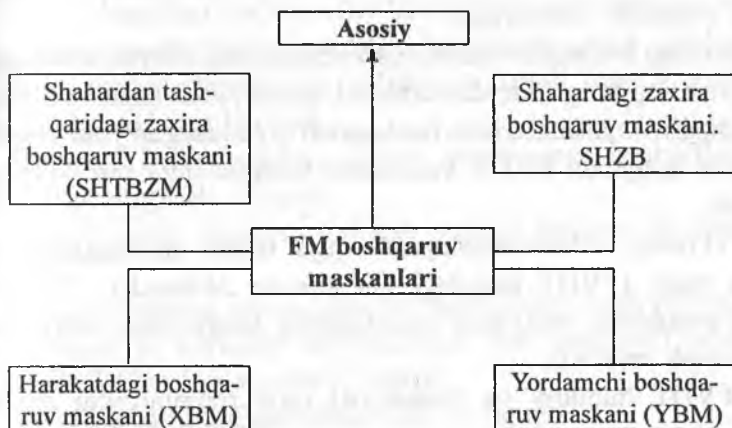 Asosiy
Shahardan tash-
qaridagi zaxira
boshqaruv maskani
(SHTBZM)
Shahardagi zaxira
boshqaruv maskani.
SHZB
FM boshqaruv
maskanlari
Harakatdagi boshqa-
ruv maskani (XBM)
Yordamchi boshqa-
ruv maskani (YBM)